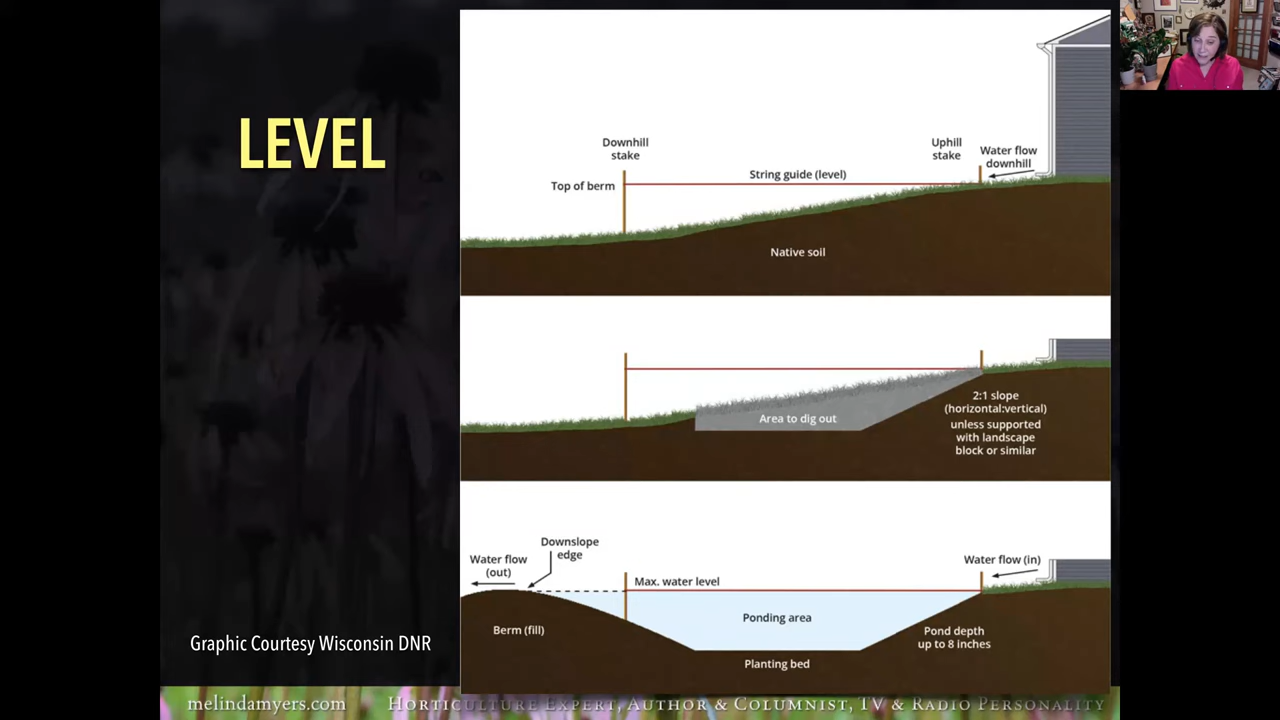 LEVEL
Graphic Courtesy Wisconsin DNR
Downhill
stake
Uphill
stake
Water flow
downhill
String guide (level)
Top of berm
Native soil
Area to dig out
2:1 slope
(horizontal:vertical)
unless supported
with landscape
block or similar
Downslope
edge
Water flow
(out)
Water flow (in)
Max. water level
Ponding area
Berm (fill)
Pond depth
up to 8 inches
Planting bed
melindamyers.com Horticulture Expert, Author & Columnist, TV & Radio Personality